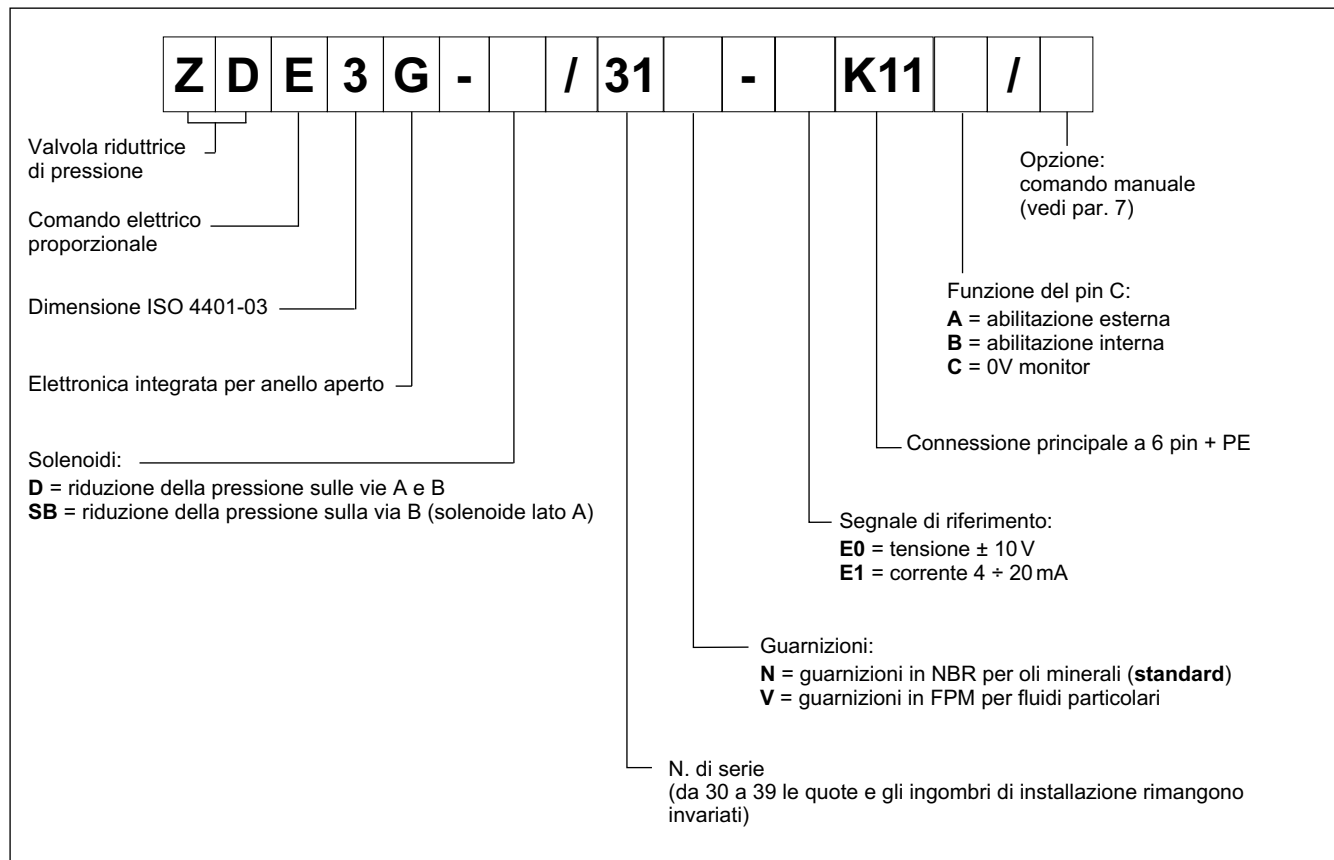 Z D E 3 G - / 31 - K11 /
Valvola riduttrice
di pressione
Comando elettrico
proporzionale
Dimensione ISO 4401-03
Elettronica integrata per anello aperto
Solenoidi:
D = riduzione della pressione sulle vie A e B
SB = riduzione della pressione sulla via B (solenoide lato A)
Opzione:
comando manuale
(vedi par. 7)
Funzione del pin C:
A = abilitazione esterna
B = abilitazione interna
C = 0V monitor
Connessione principale a 6 pin + PE
Segnale di riferimento:
E0 = tensione ± 10 V
E1 = corrente 4 ÷ 20 mA
Guarnizioni:
N = guarnizioni in NBR per oli minerali (standard)
V = guarnizioni in FPM per fluidi particolari
N. di serie
(da 30 a 39 le quote e gli ingombri di installazione rimangono
invariati)